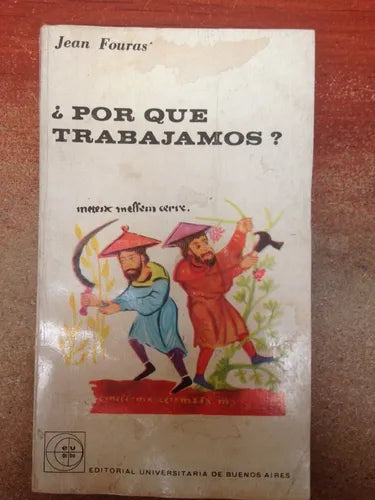 Jean Fouras
¿ POR QUE
TRABAJAMOS ?
EDITORIAL UNIVERSITARIA DE BUENOS AIRES